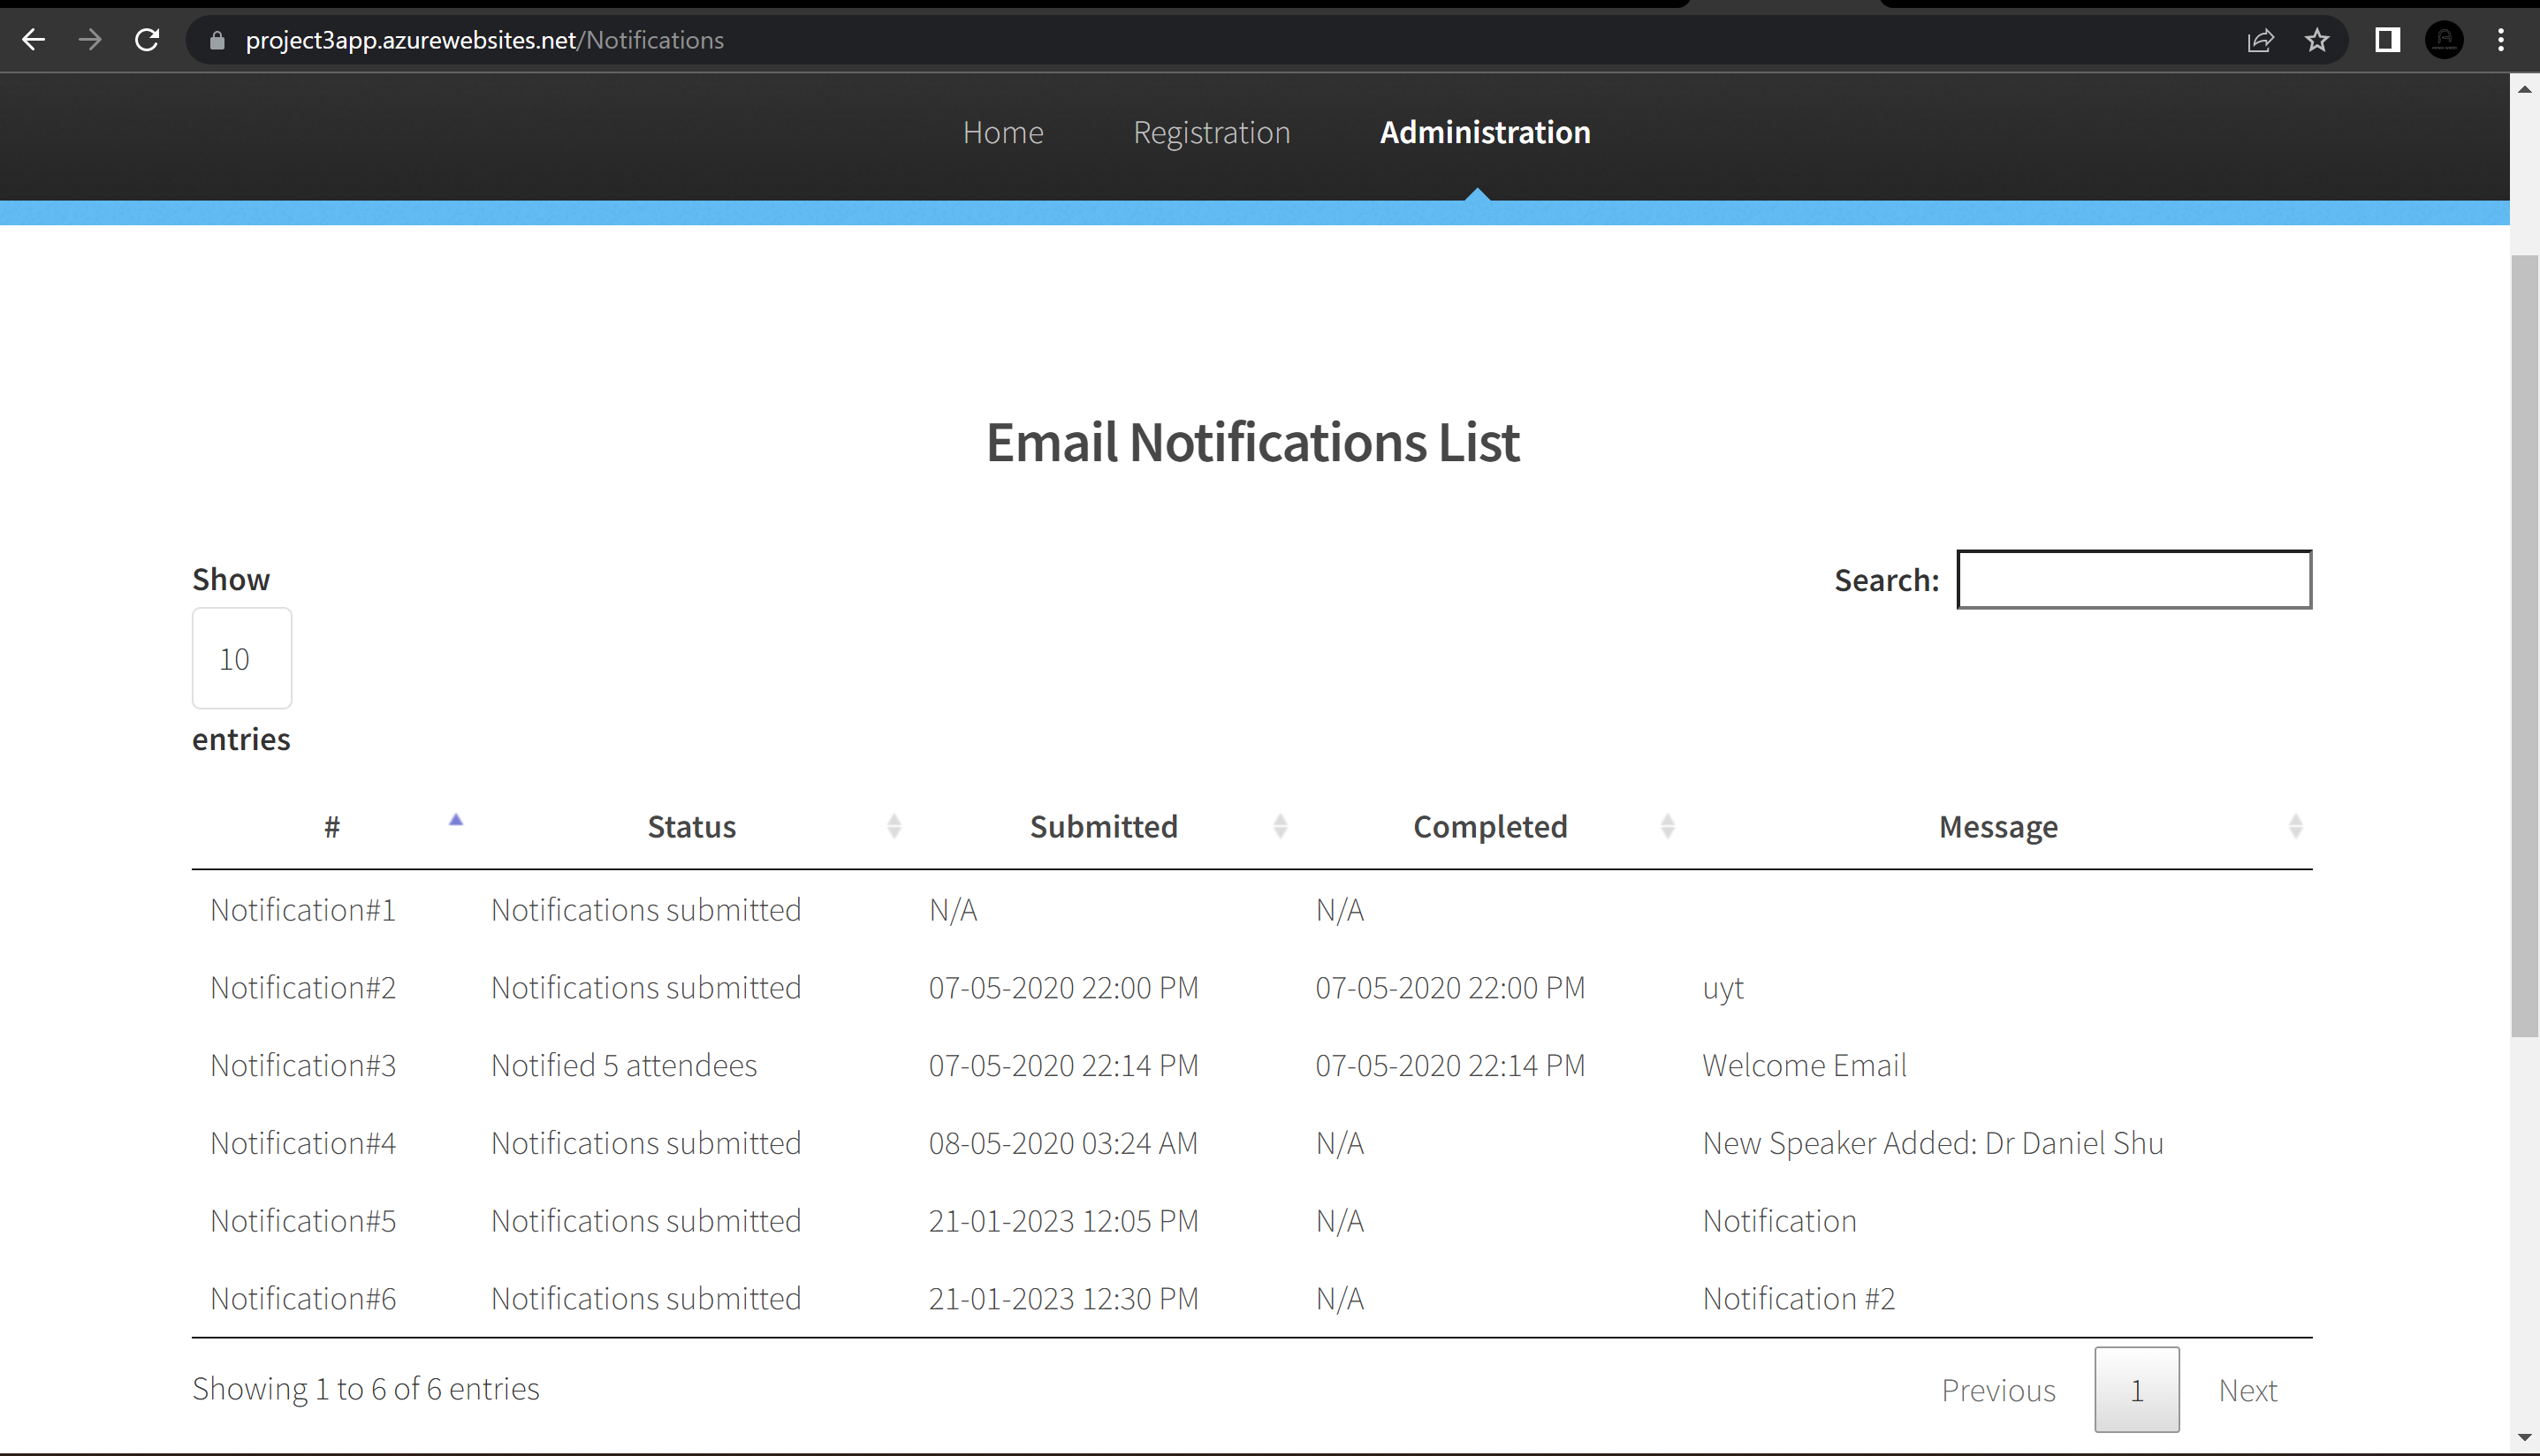 project3app.azurewebsites.net/Notifications
Home Registration Administration
Email Notifications List
Show
10
entries
Search:
# Status Submitted Completed Message
Notification#1 Notifications submitted N/A N/A
Notification#2 Notifications submitted 07-05-2020 22:00 PM 07-05-2020 22:00 PM uyt
Notification#3 Notified 5 attendees 07-05-2020 22:14 PM 07-05-2020 22:14 PM Welcome Email
Notification#4 Notifications submitted 08-05-2020 03:24 AM N/A New Speaker Added: Dr Daniel Shu
Notification#5 Notifications submitted 21-01-2023 12:05 PM N/A Notification
Notification#6 Notifications submitted 21-01-2023 12:30 PM N/A Notification #2
Showing 1 to 6 of 6 entries
Previous 1 Next